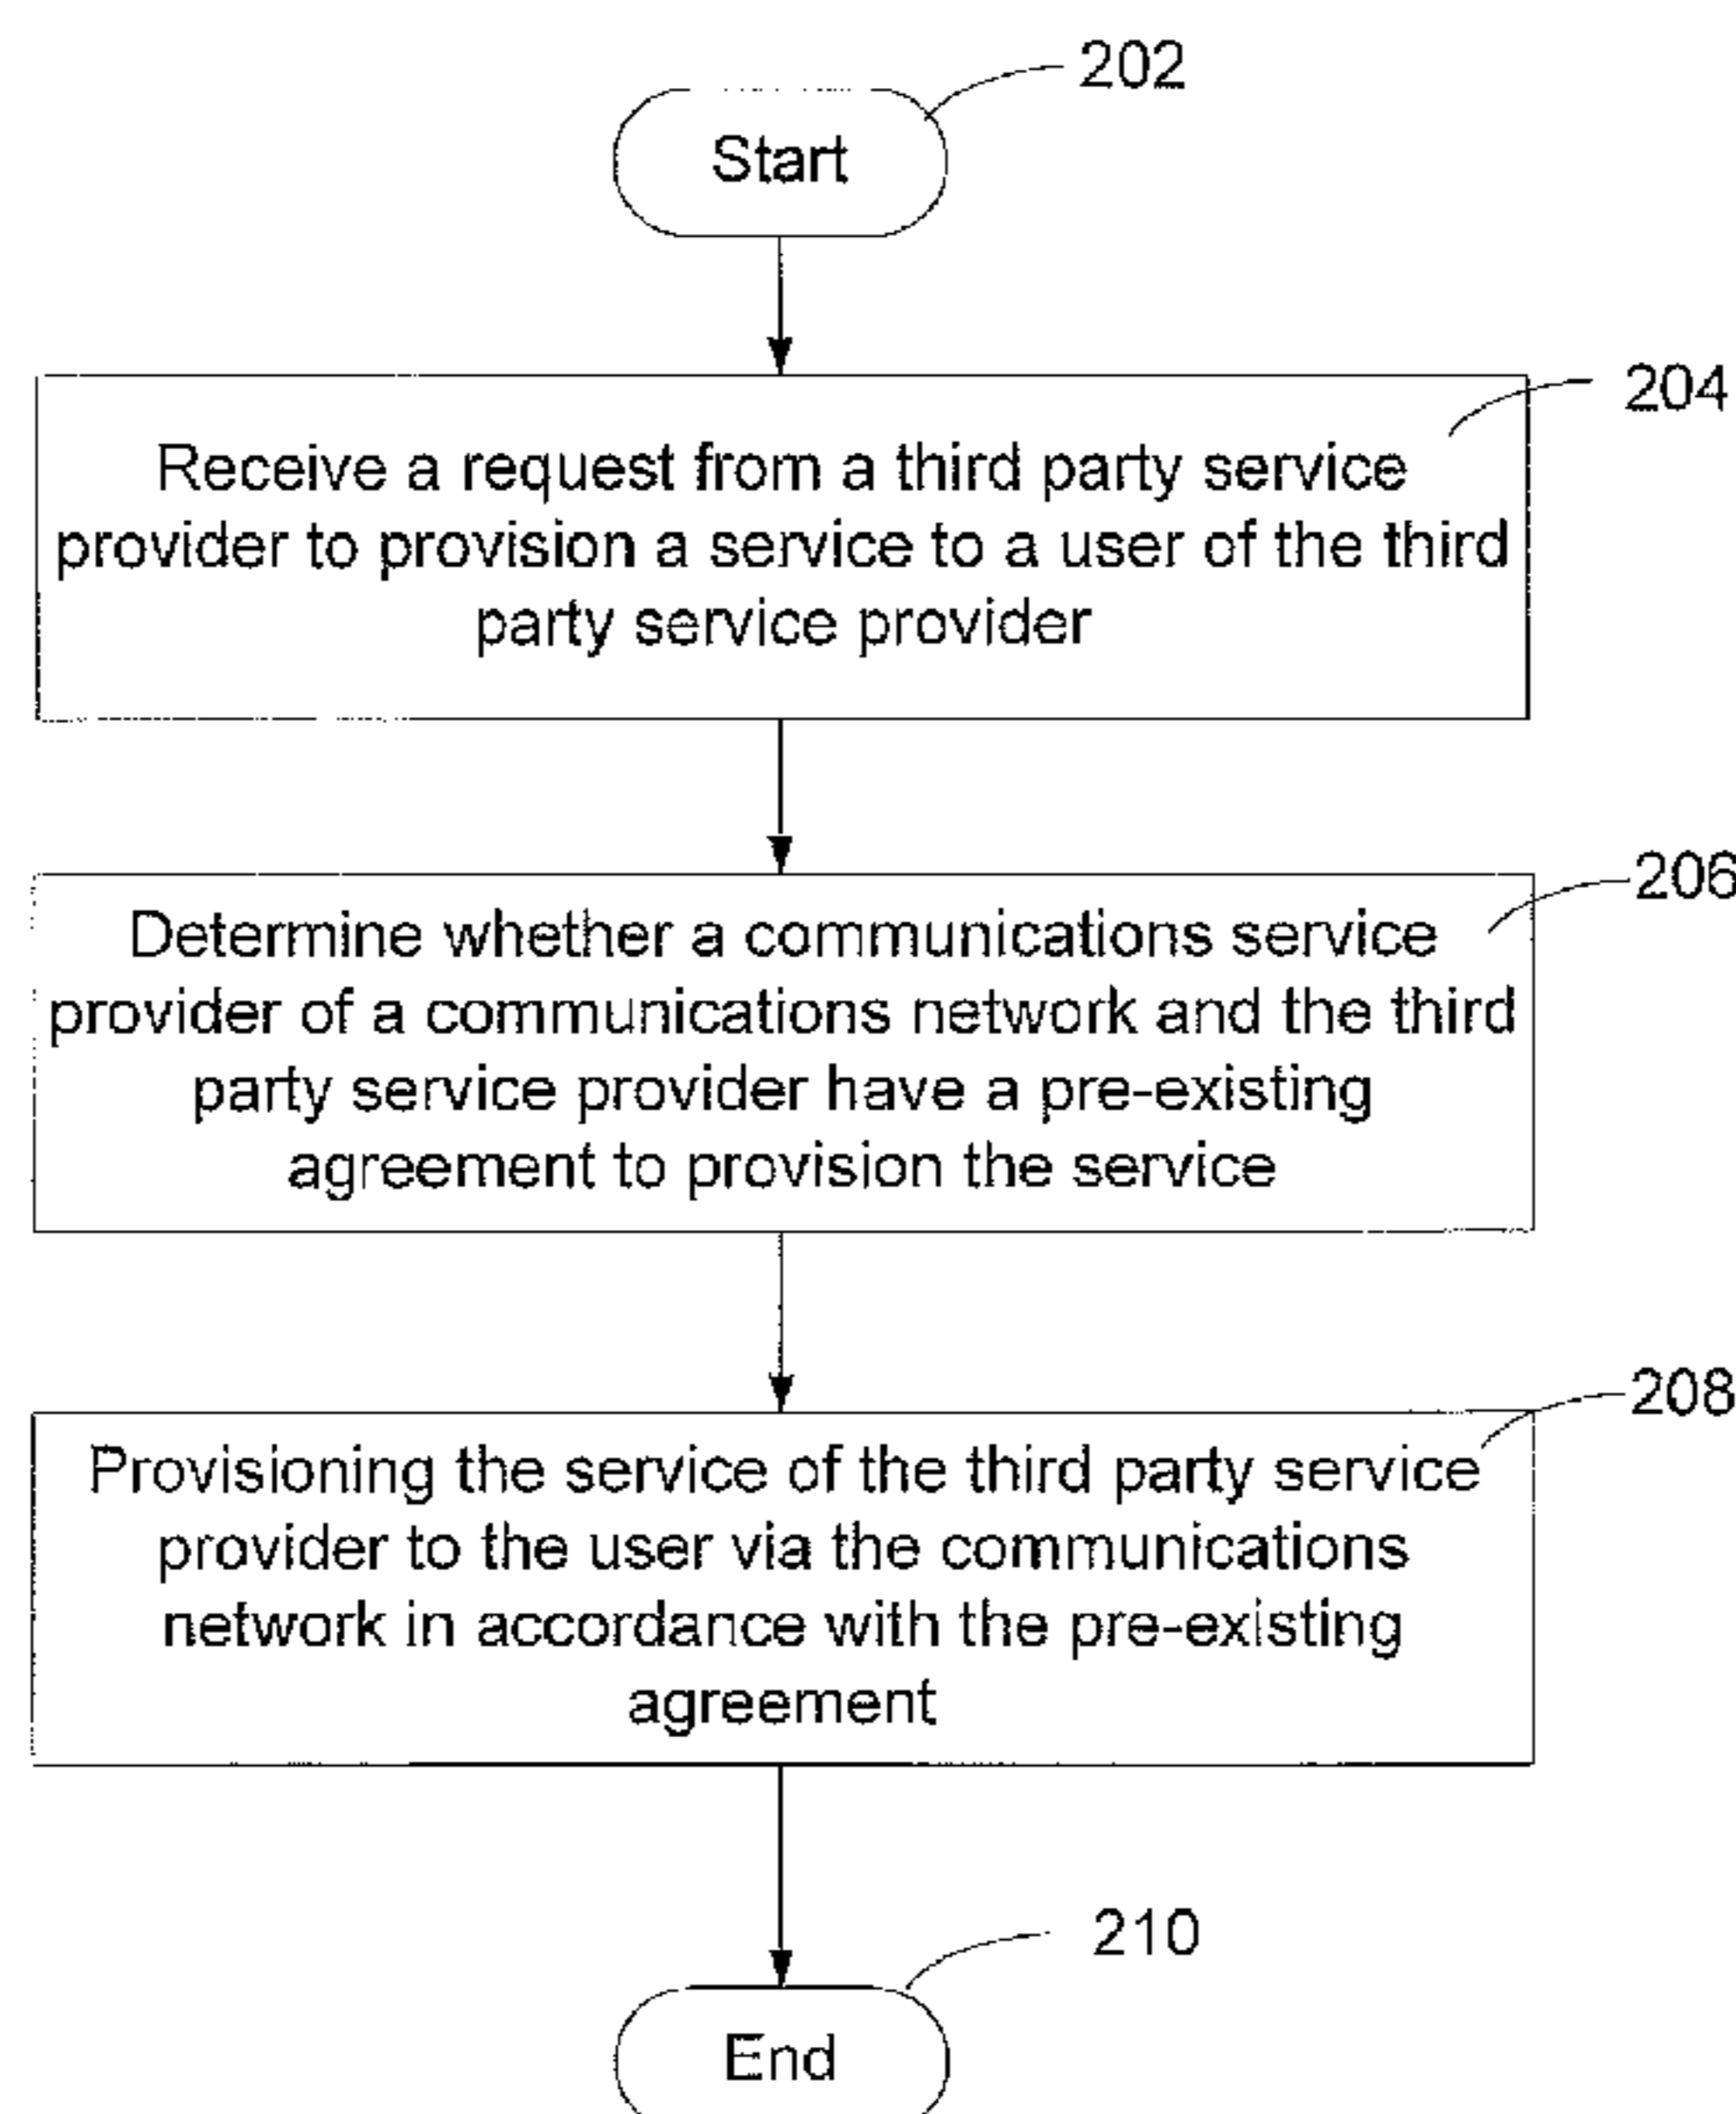 202
Start
204
Receive a request from a third party service
provider to provision a service to a user of the third
party service provider
206
Determine whether a communications service
provider of a communications network and the third
party service provider have a pre-existing
agreement to provision the service
208
Provisioning the service of the third party service
provider to the user via the communications
network in accordance with the pre-existing
agreement
210
End